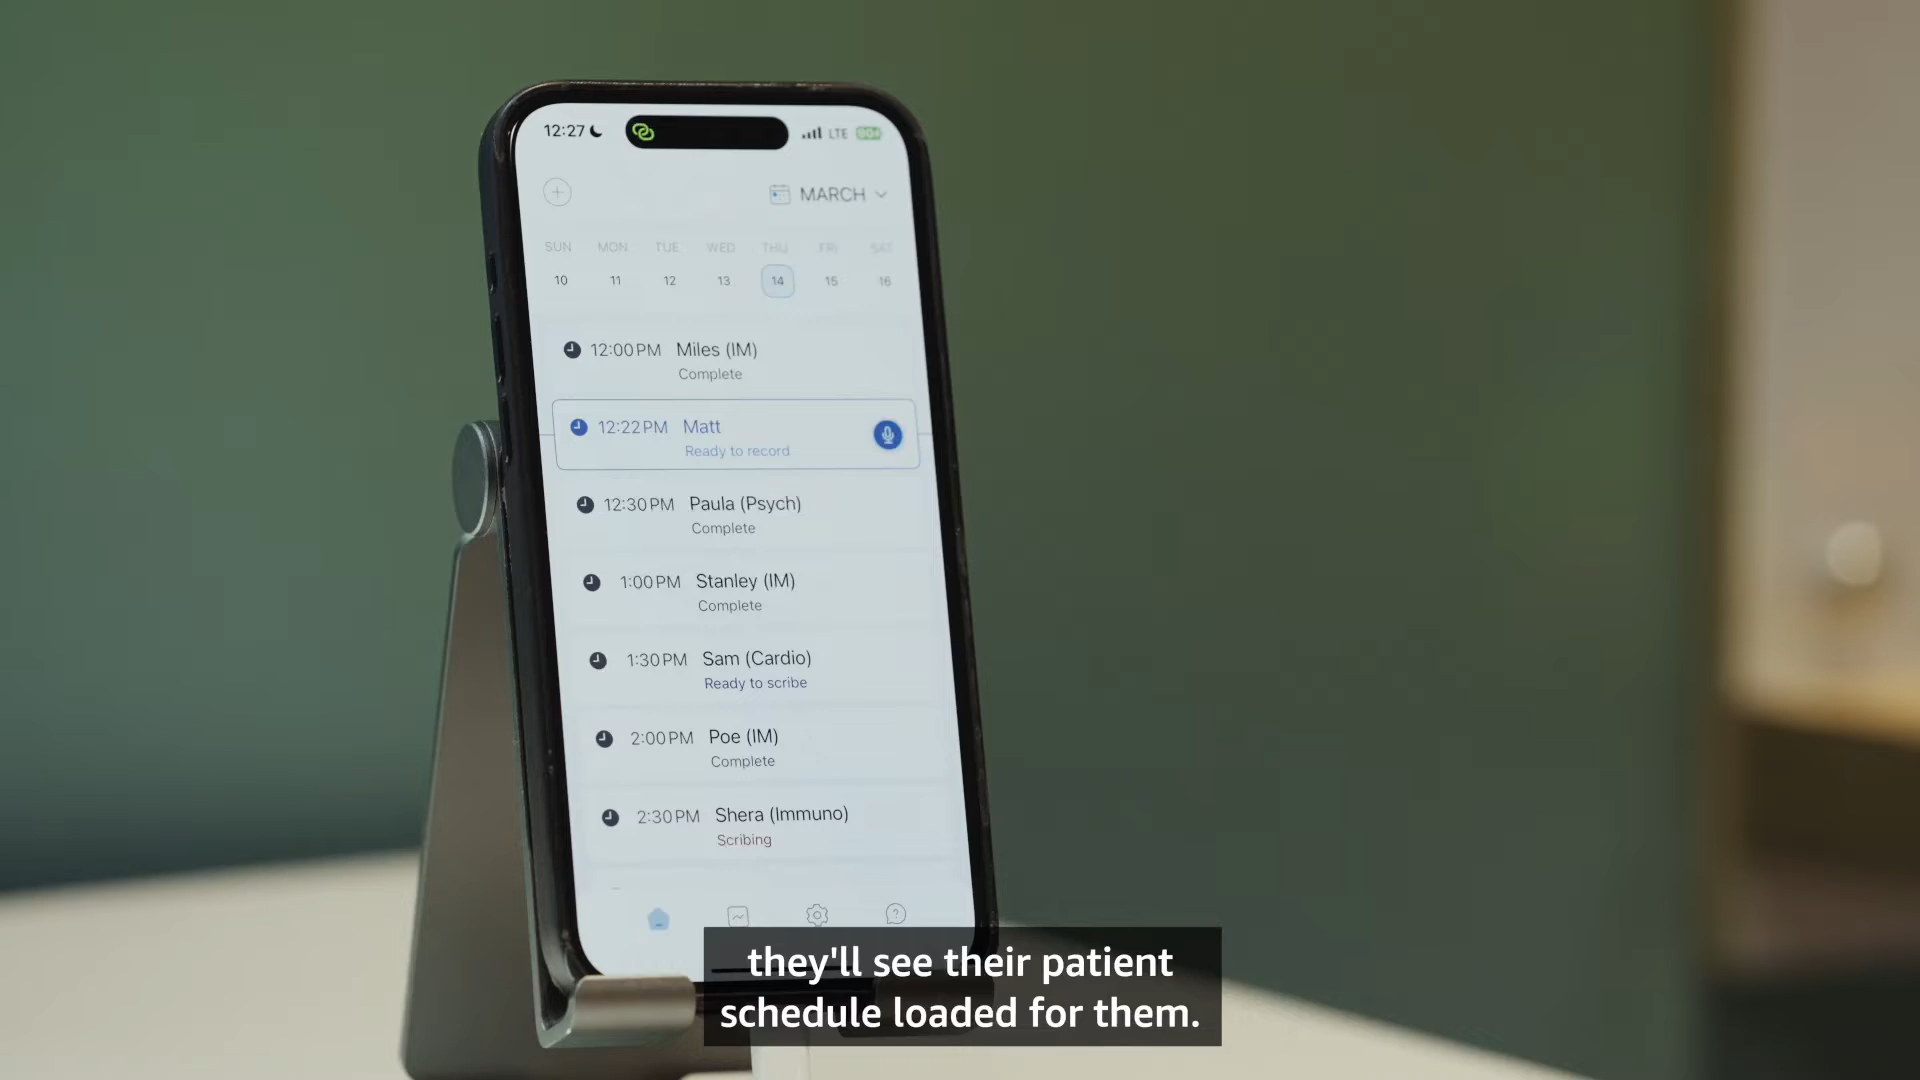 12:27
LTE 90
MARCH
SUN MON TUE WED THU FRI SAT
10 11 12 13 14 15 16
12:00 PM Miles (IM)
Complete
12:22 PM Matt
Ready to record
12:30 PM Paula (Psych)
Complete
1:00 PM Stanley (IM)
Complete
1:30 PM Sam (Cardio)
Ready to scribe
2:00 PM Poe (IM)
Complete
2:30 PM Shera (Immuno)
Scribing
they'll see their patient
schedule loaded for them.